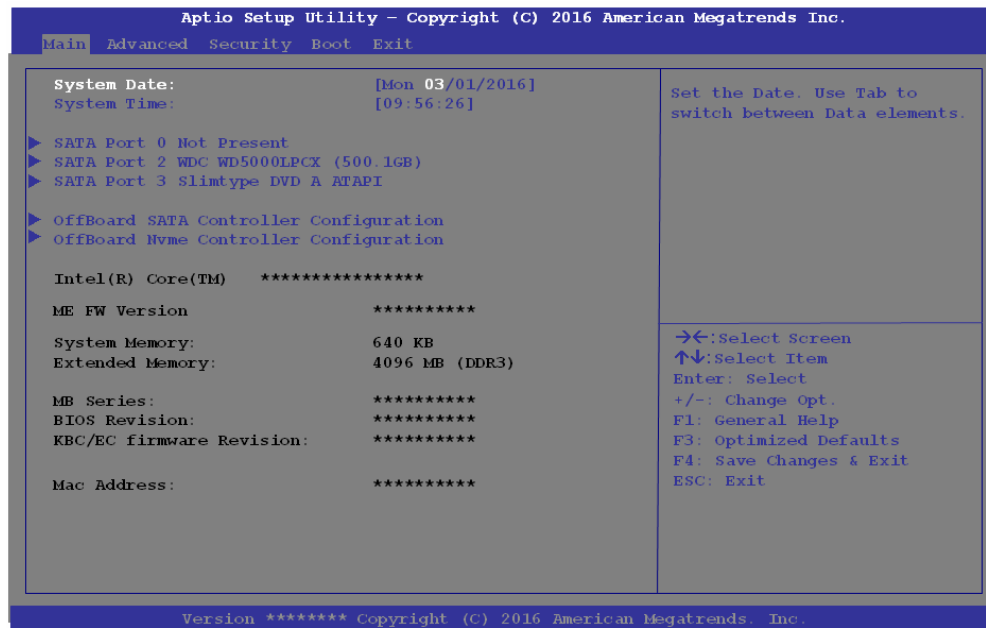 Aptio Setup Utility – Copyright (C) 2016 American Megatrends Inc.
Main Advanced Security Boot Exit
System Date: [Mon 03/01/2016]
System Time: [09:56:26]
SATA Port 0 Not Present
SATA Port 2 WDC WD5000LPCX (500.1GB)
SATA Port 3 Slimtype DVD A ATAPI
OffBoard SATA Controller Configuration
OffBoard Nvme Controller Configuration
Intel(R) Core(TM) ****************
ME FW Version **********
System Memory: 640 KB
Extended Memory: 4096 MB (DDR3)
MB Series: **********
BIOS Revision: **********
KBC/EC firmware Revision: **********
Mac Address: **********
Set the Date. Use Tab to
switch between Data elements.
→←:Select Screen
↑↓:Select Item
Enter: Select
+/-: Change Opt.
F1: General Help
F3: Optimized Defaults
F4: Save Changes & Exit
ESC: Exit
Version ******** Copyright (C) 2016 American Megatrends. Inc.